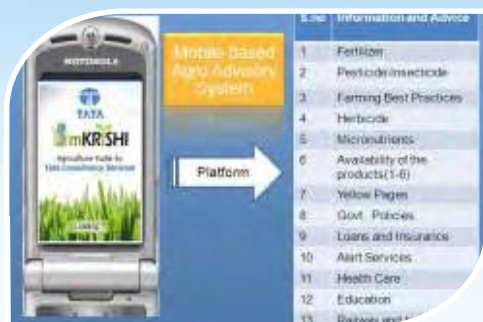 MOTOROLA
TATA
mKRISHI
Agriculture Suite by
Tata Consultancy Services
Loading
Mobile based
Agro Advisory
System
Platform
S.no Information and Advice
1 Fertilizer
2 Pesticide/Insecticide
3 Farming Best Practices
4 Herbicide
5 Micronutrients
6 Availability of the
products(1-6)
7 Yellow Pages
8 Govt. Policies
9 Loans and Insurance
10 Alert Services
11 Health Care
12 Education
13 Railway and